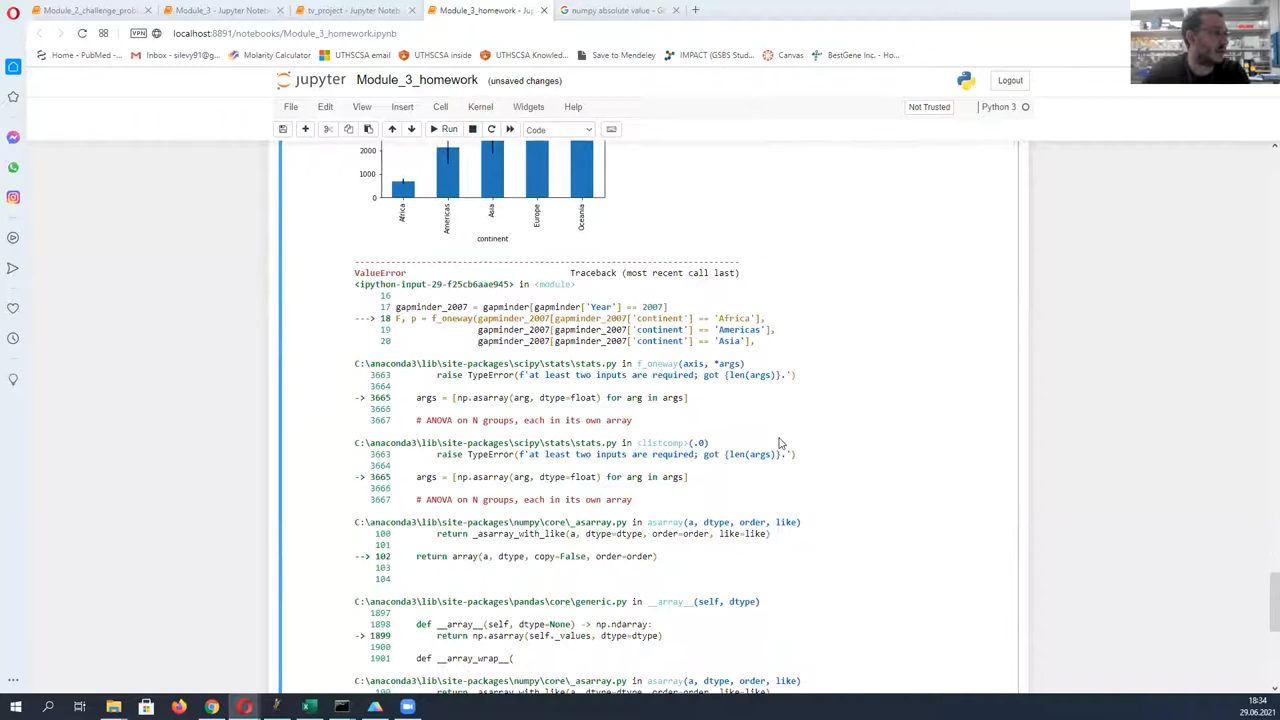 Module_2_challenge_prob
Module_3 - Jupyter Noteb
tv_project - Jupyter Noteb
Module_3_homework - Ju
numpy absolute value - G
VPN
localhost:8891/notebooks/Module_3_homework.ipynb
Home - PubMed -...
Inbox - silevy91@g...
Molarity Calculator
UTHSCSA email
UTHSCSA Inside
UTHSCSA Knowled...
Save to Mendeley
IMPACT (GSBS Stud...
Canvas
BestGene Inc. - Ho...
jupyter Module_3_homework (unsaved changes)
Logout
File Edit View Insert Cell Kernel Widgets Help
Not Trusted
Python 3
Run
Code
2000
1000
0
Africa
Americas
Asia
Europe
Oceania
continent
---------------------------------------------------------------------------
ValueError Traceback (most recent call last)
<ipython-input-29-f25cb6aae945> in <module>
16
17 gapminder_2007 = gapminder[gapminder['Year'] == 2007]
---> 18 F, p = f_oneway(gapminder_2007[gapminder_2007['continent'] == 'Africa'],
19 gapminder_2007[gapminder_2007['continent'] == 'Americas'],
20 gapminder_2007[gapminder_2007['continent'] == 'Asia'],
C:\anaconda3\lib\site-packages\scipy\stats\stats.py in f_oneway(axis, *args)
3663 raise TypeError(f'at least two inputs are required; got {len(args)}.')
3664
-> 3665 args = [np.asarray(arg, dtype=float) for arg in args]
3666
3667 # ANOVA on N groups, each in its own array
C:\anaconda3\lib\site-packages\scipy\stats\stats.py in <listcomp>(.0)
3663 raise TypeError(f'at least two inputs are required; got {len(args)}.')
3664
-> 3665 args = [np.asarray(arg, dtype=float) for arg in args]
3666
3667 # ANOVA on N groups, each in its own array
C:\anaconda3\lib\site-packages\numpy\core\_asarray.py in asarray(a, dtype, order, like)
100 return _asarray_with_like(a, dtype=dtype, order=order, like=like)
101
--> 102 return array(a, dtype, copy=False, order=order)
103
104
C:\anaconda3\lib\site-packages\pandas\core\generic.py in __array__(self, dtype)
1897
1898 def __array__(self, dtype=None) -> np.ndarray:
-> 1899 return np.asarray(self._values, dtype=dtype)
1900
1901 def __array_wrap__(
C:\anaconda3\lib\site-packages\numpy\core\_asarray.py in asarray(a, dtype, order, like)
100 return _asarray_with_like(a, dtype=dtype, order=order, like=like)
18:34
29.06.2021